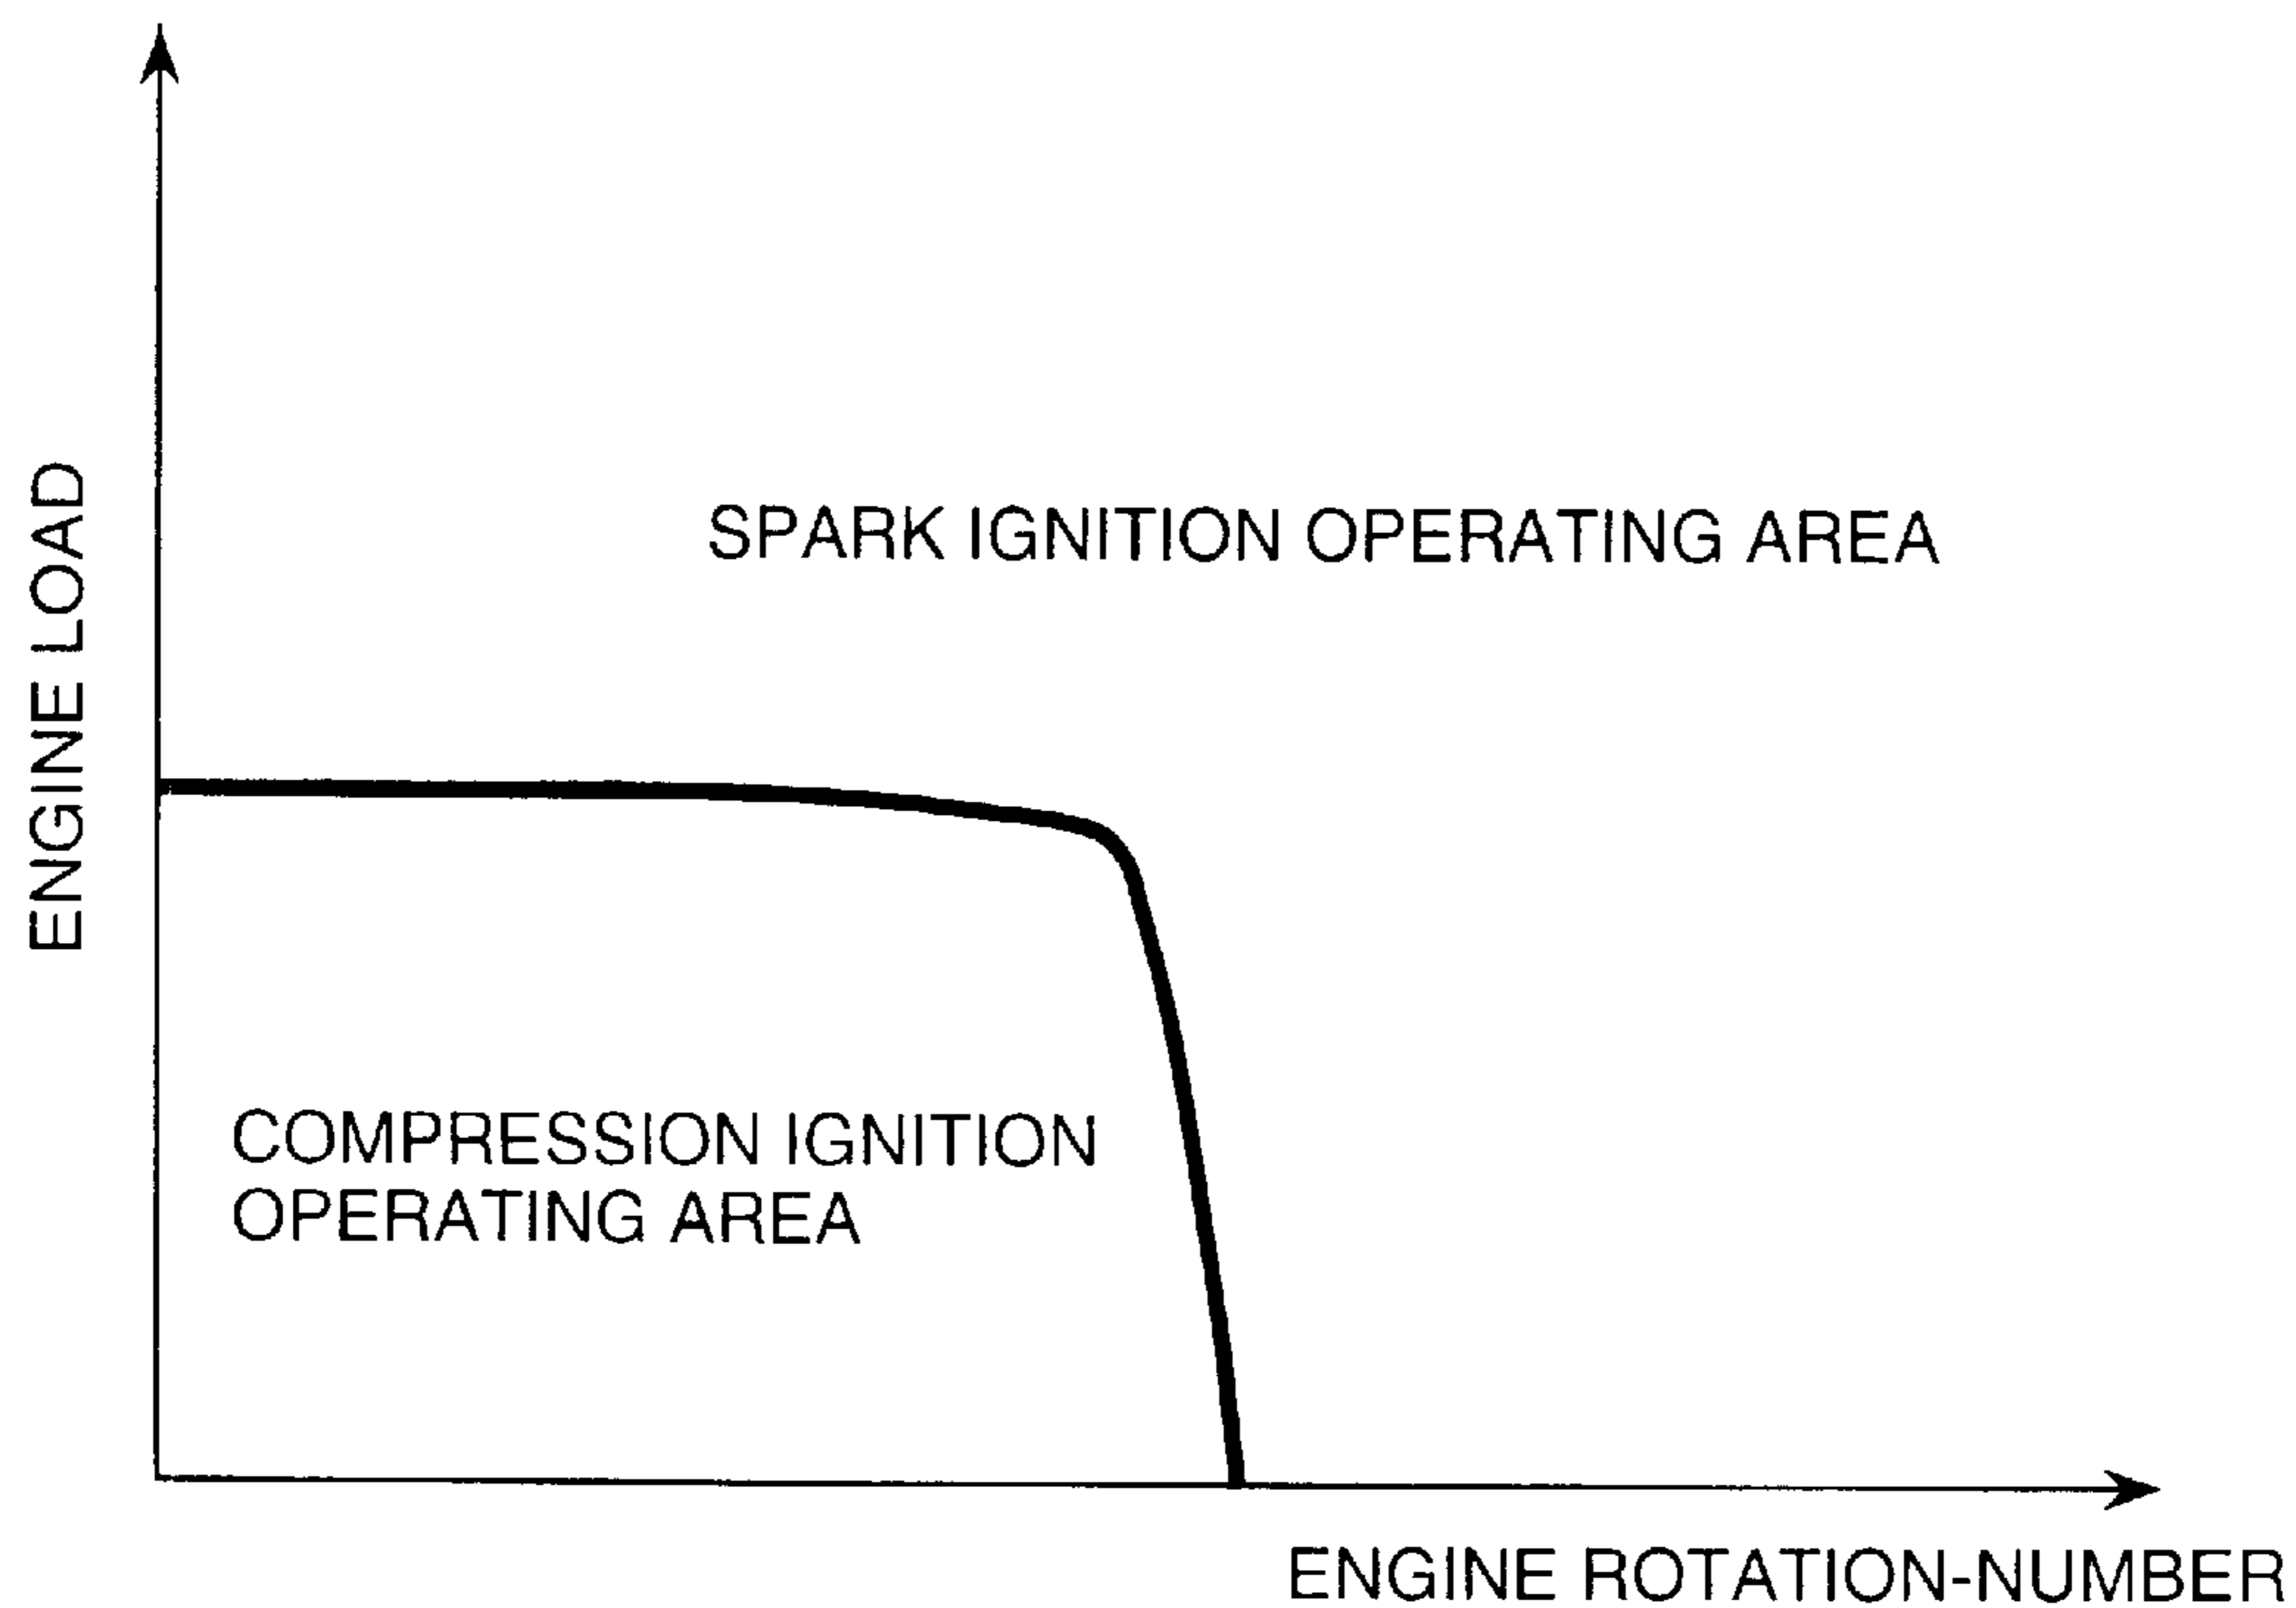 ENGINE LOAD
SPARK IGNITION OPERATING AREA
COMPRESSION IGNITION
OPERATING AREA
ENGINE ROTATION-NUMBER